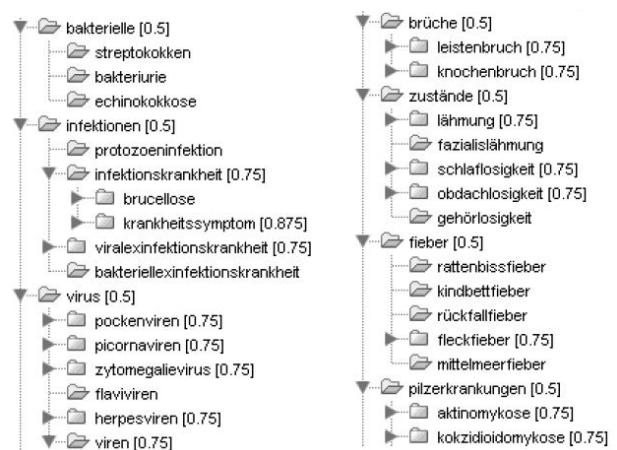 bakterielle [0.5]
streptokokken
bakteriurie
echinokokkose
infektionen [0.5]
protozoeninfektion
infektionskrankheit [0.75]
brucellose
krankheitssymptom [0.875]
viralexinfektionskrankheit [0.75]
bakteriellexinfektionskrankheit
virus [0.5]
pockenviren [0.75]
picornaviren [0.75]
zytomegalievirus [0.75]
flaviviren
herpesviren [0.75]
viren [0.75]
brüche [0.5]
leistenbruch [0.75]
knochenbruch [0.75]
zustände [0.5]
lähmung [0.75]
fazialislähmung
schlaflosigkeit [0.75]
obdachlosigkeit [0.75]
gehörlosigkeit
fieber [0.5]
rattenbissfieber
kindbettfieber
rückfallfieber
fleckfieber [0.75]
mittelmeerfieber
pilzerkrankungen [0.5]
aktinomykose [0.75]
kokzidioidomykose [0.75]